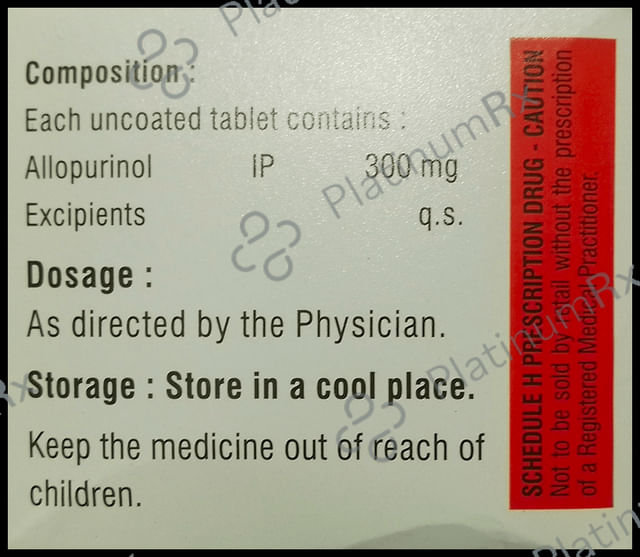 Composition :
Each uncoated tablet contains :
Allopurinol IP 300 mg
Excipients q.s.
Dosage :
As directed by the Physician.
Storage : Store in a cool place.
Keep the medicine out of reach of
children.
SCHEDULE H PRESCRIPTION DRUG - CAUTION
Not to be sold by retail without the prescription
of a Registered Medical Practitioner.
PlatinumRx
PlatinumRx